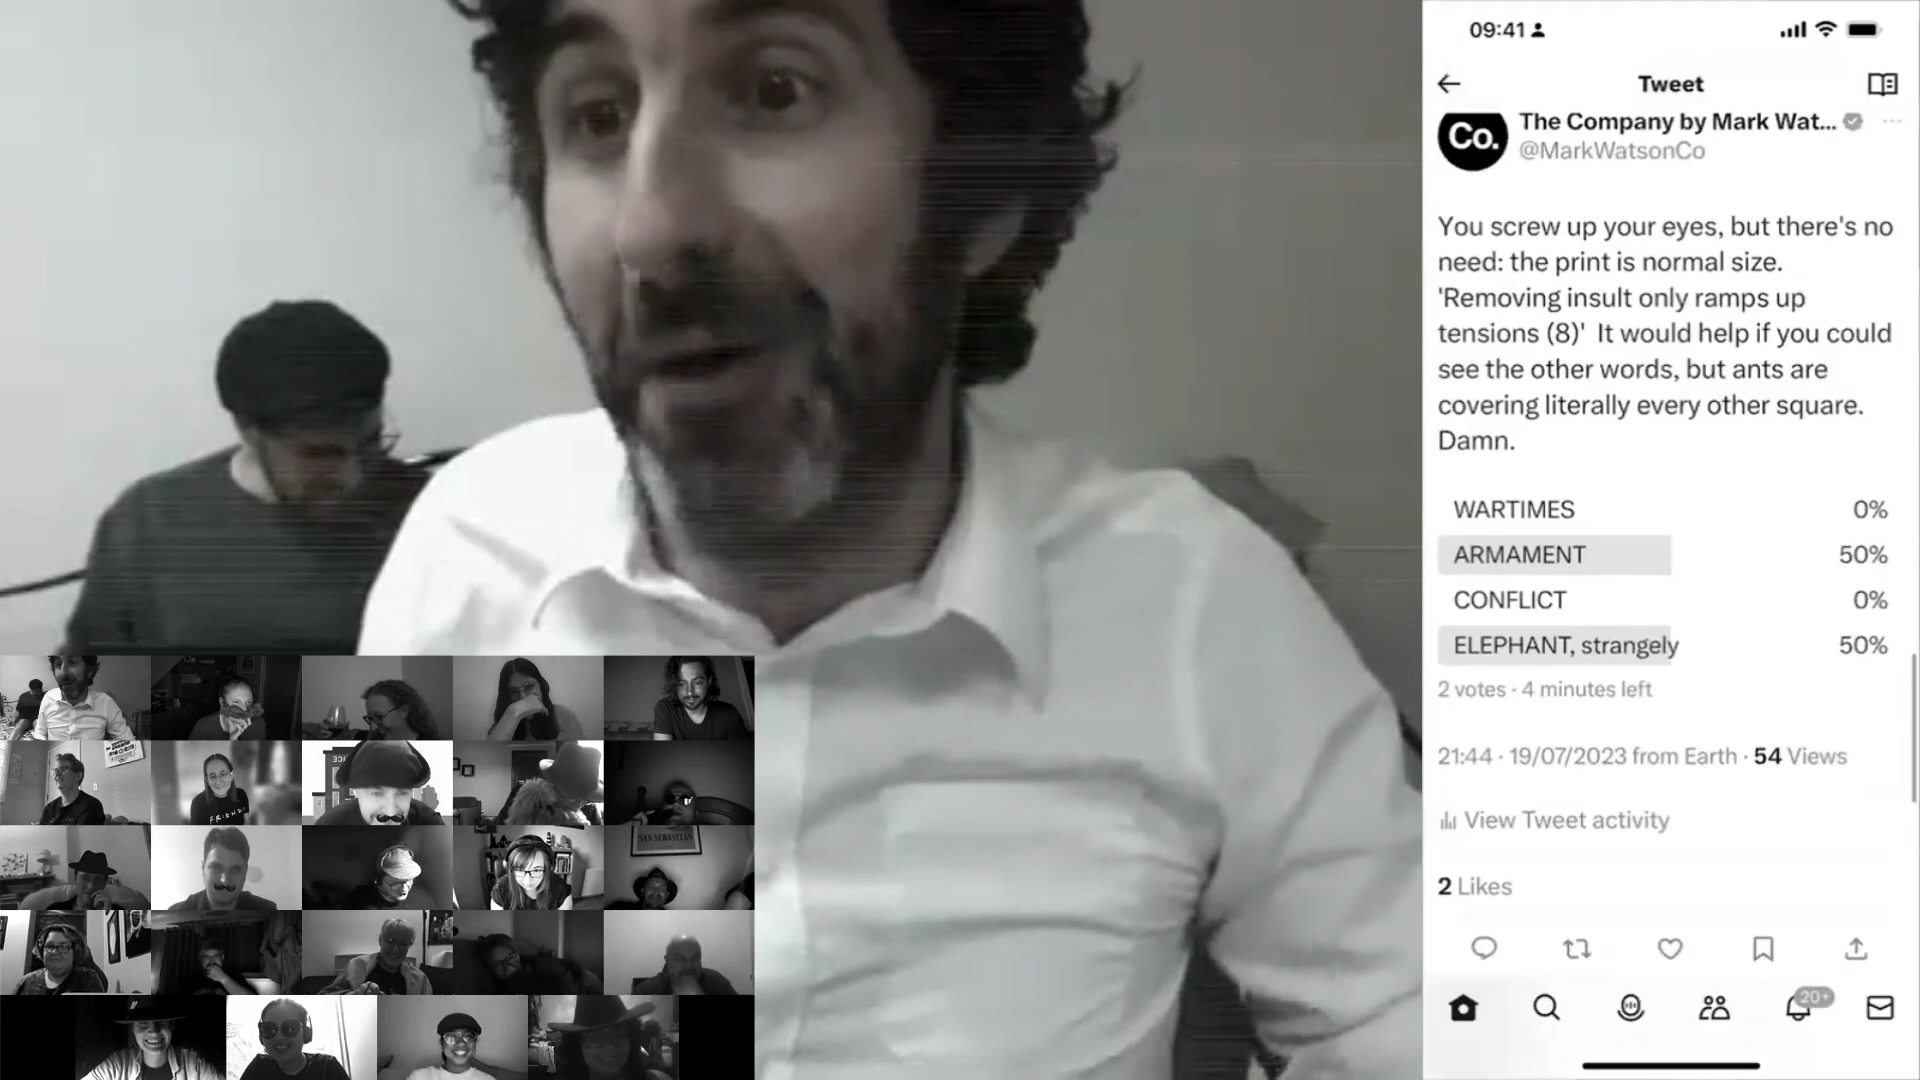 09:41
Tweet
Co.
The Company by Mark Wat...
@MarkWatsonCo
You screw up your eyes, but there's no
need: the print is normal size.
'Removing insult only ramps up
tensions (8)'  It would help if you could
see the other words, but ants are
covering literally every other square.
Damn.
WARTIMES 0%
ARMAMENT 50%
CONFLICT 0%
ELEPHANT, strangely 50%
2 votes · 4 minutes left
21:44 · 19/07/2023 from Earth · 54 Views
View Tweet activity
2 Likes
20+
SAN SEBASTIAN